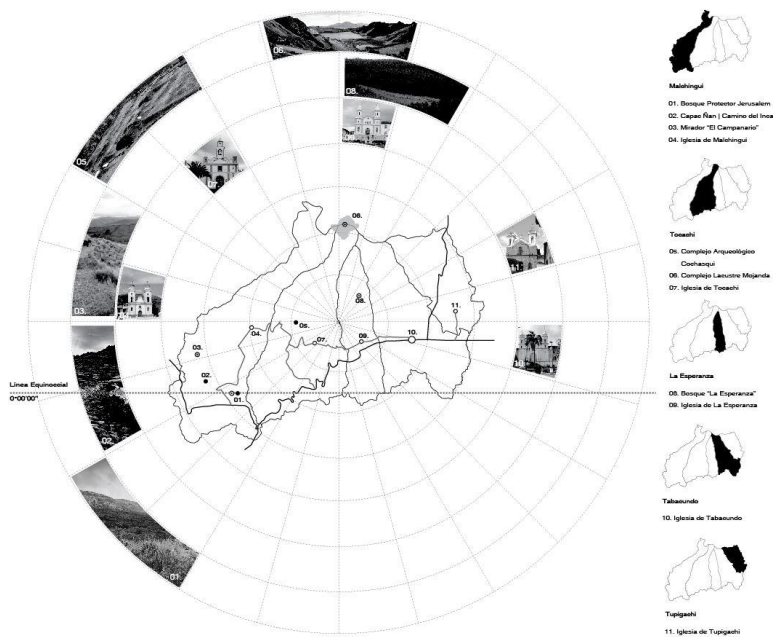 06.
08.
05.
07.
09.
03.
04.
02.
01.
10.
06.
08.
11.
05.
04.
10.
03.
07.
09.
02.
01.
Línea Equinoccial
0°00'00"
Malchingui
01. Bosque Protector Jerusalem
02. Capac Ñan | Camino del Inca
03. Mirador "El Campanario"
04. Iglesia de Malchingui
Tocachi
05. Complejo Arqueológico
Cochasqui
06. Complejo Lacustre Mojanda
07. Iglesia de Tocachi
La Esperanza
08. Bosque "La Esperanza"
09. Iglesia de La Esperanza
Tabacundo
10. Iglesia de Tabacundo
Tupigachi
11. Iglesia de Tupigachi